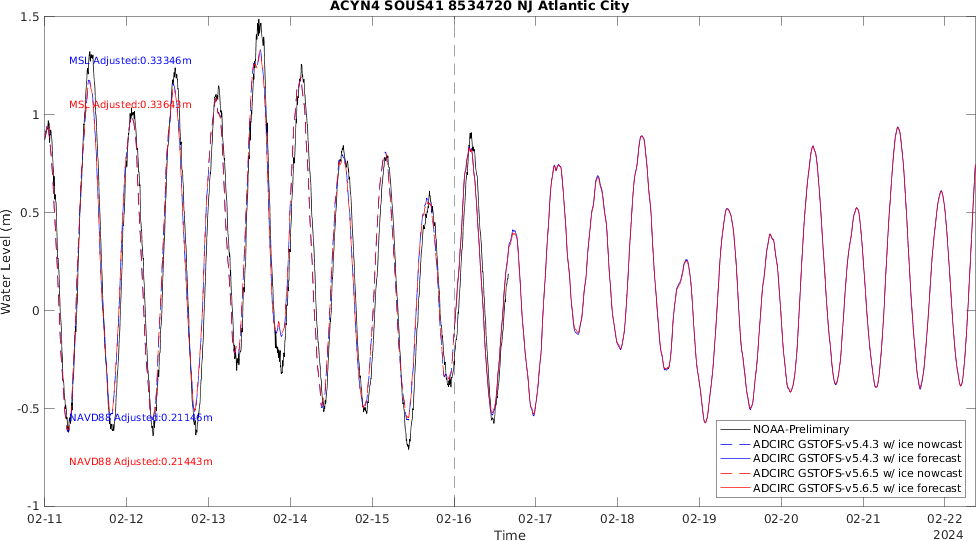 ACYN4 SOUS41 8534720 NJ Atlantic City
1.5
1
0.5
0
-0.5
-1
Water Level (m)
MSL Adjusted:0.33346m
MSL Adjusted:0.33643m
NAVD88 Adjusted:0.21146m
NAVD88 Adjusted:0.21443m
NOAA-Preliminary
ADCIRC GSTOFS-v5.4.3 w/ ice nowcast
ADCIRC GSTOFS-v5.4.3 w/ ice forecast
ADCIRC GSTOFS-v5.6.5 w/ ice nowcast
ADCIRC GSTOFS-v5.6.5 w/ ice forecast
02-11 02-12 02-13 02-14 02-15 02-16 02-17 02-18 02-19 02-20 02-21 02-22
Time
2024